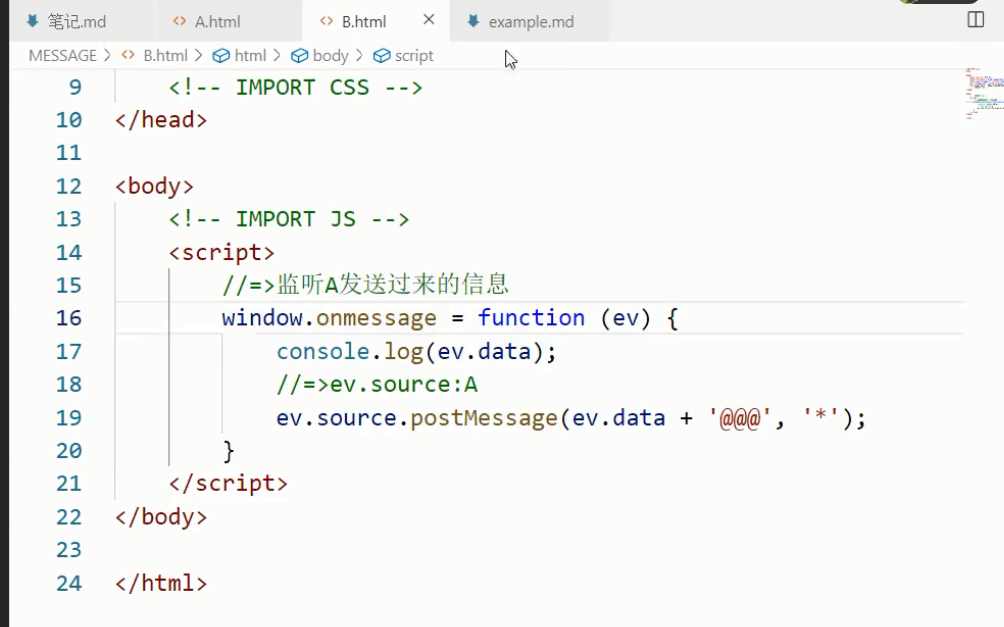 笔记.md A.html B.html example.md
MESSAGE > B.html > html > body > script
9 <!-- IMPORT CSS -->
10 </head>
11
12 <body>
13 <!-- IMPORT JS -->
14 <script>
15 //=>监听A发送过来的信息
16 window.onmessage = function (ev) {
17 console.log(ev.data);
18 //=>ev.source:A
19 ev.source.postMessage(ev.data + '@@@', '*');
20 }
21 </script>
22 </body>
23
24 </html>